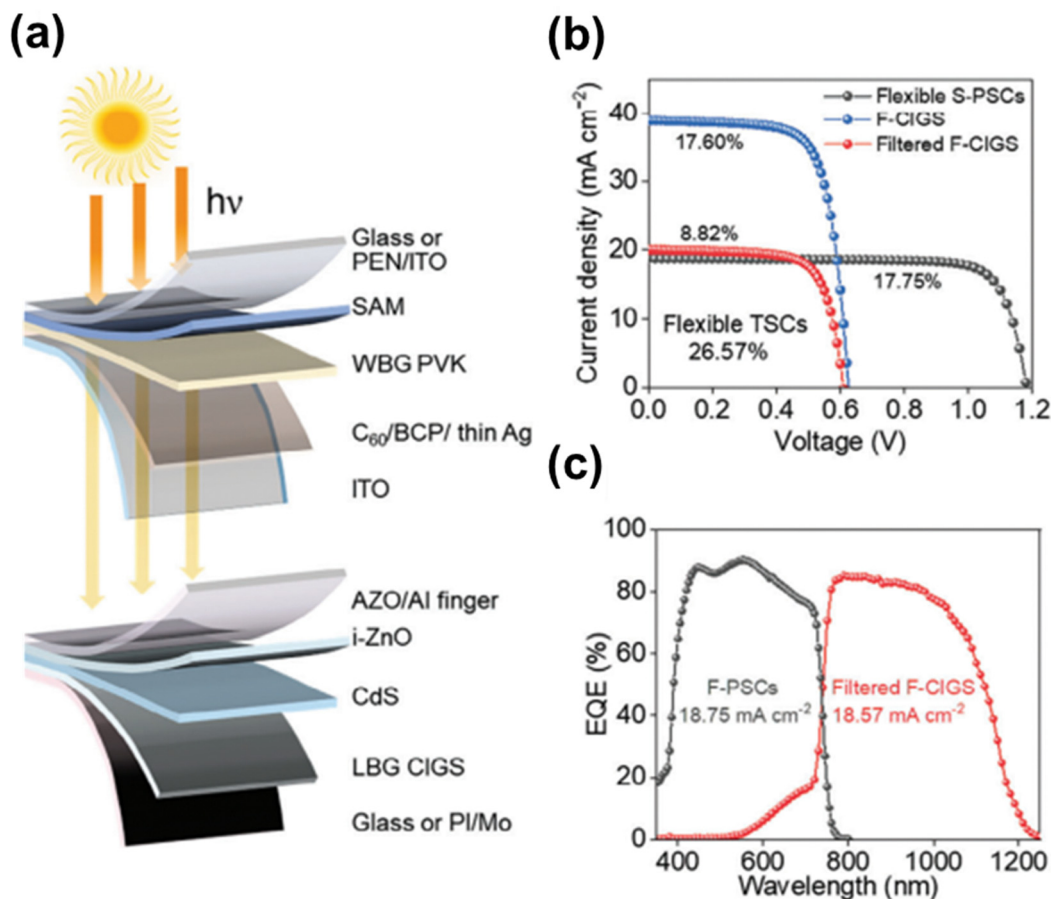 (a)
hν
Glass or
PEN/ITO
SAM
WBG PVK
C₆₀/BCP/ thin Ag
ITO
AZO/Al finger
i-ZnO
CdS
LBG CIGS
Glass or PI/Mo
(b)
Current density (mA cm⁻²)
40
30
20
10
0
Flexible S-PSCs
F-CIGS
Filtered F-CIGS
17.60%
8.82%
17.75%
Flexible TSCs
26.57%
0.0 0.2 0.4 0.6 0.8 1.0 1.2
Voltage (V)
(c)
EQE (%)
100
80
60
40
20
0
F-PSCs
18.75 mA cm⁻²
Filtered F-CIGS
18.57 mA cm⁻²
400 600 800 1000 1200
Wavelength (nm)